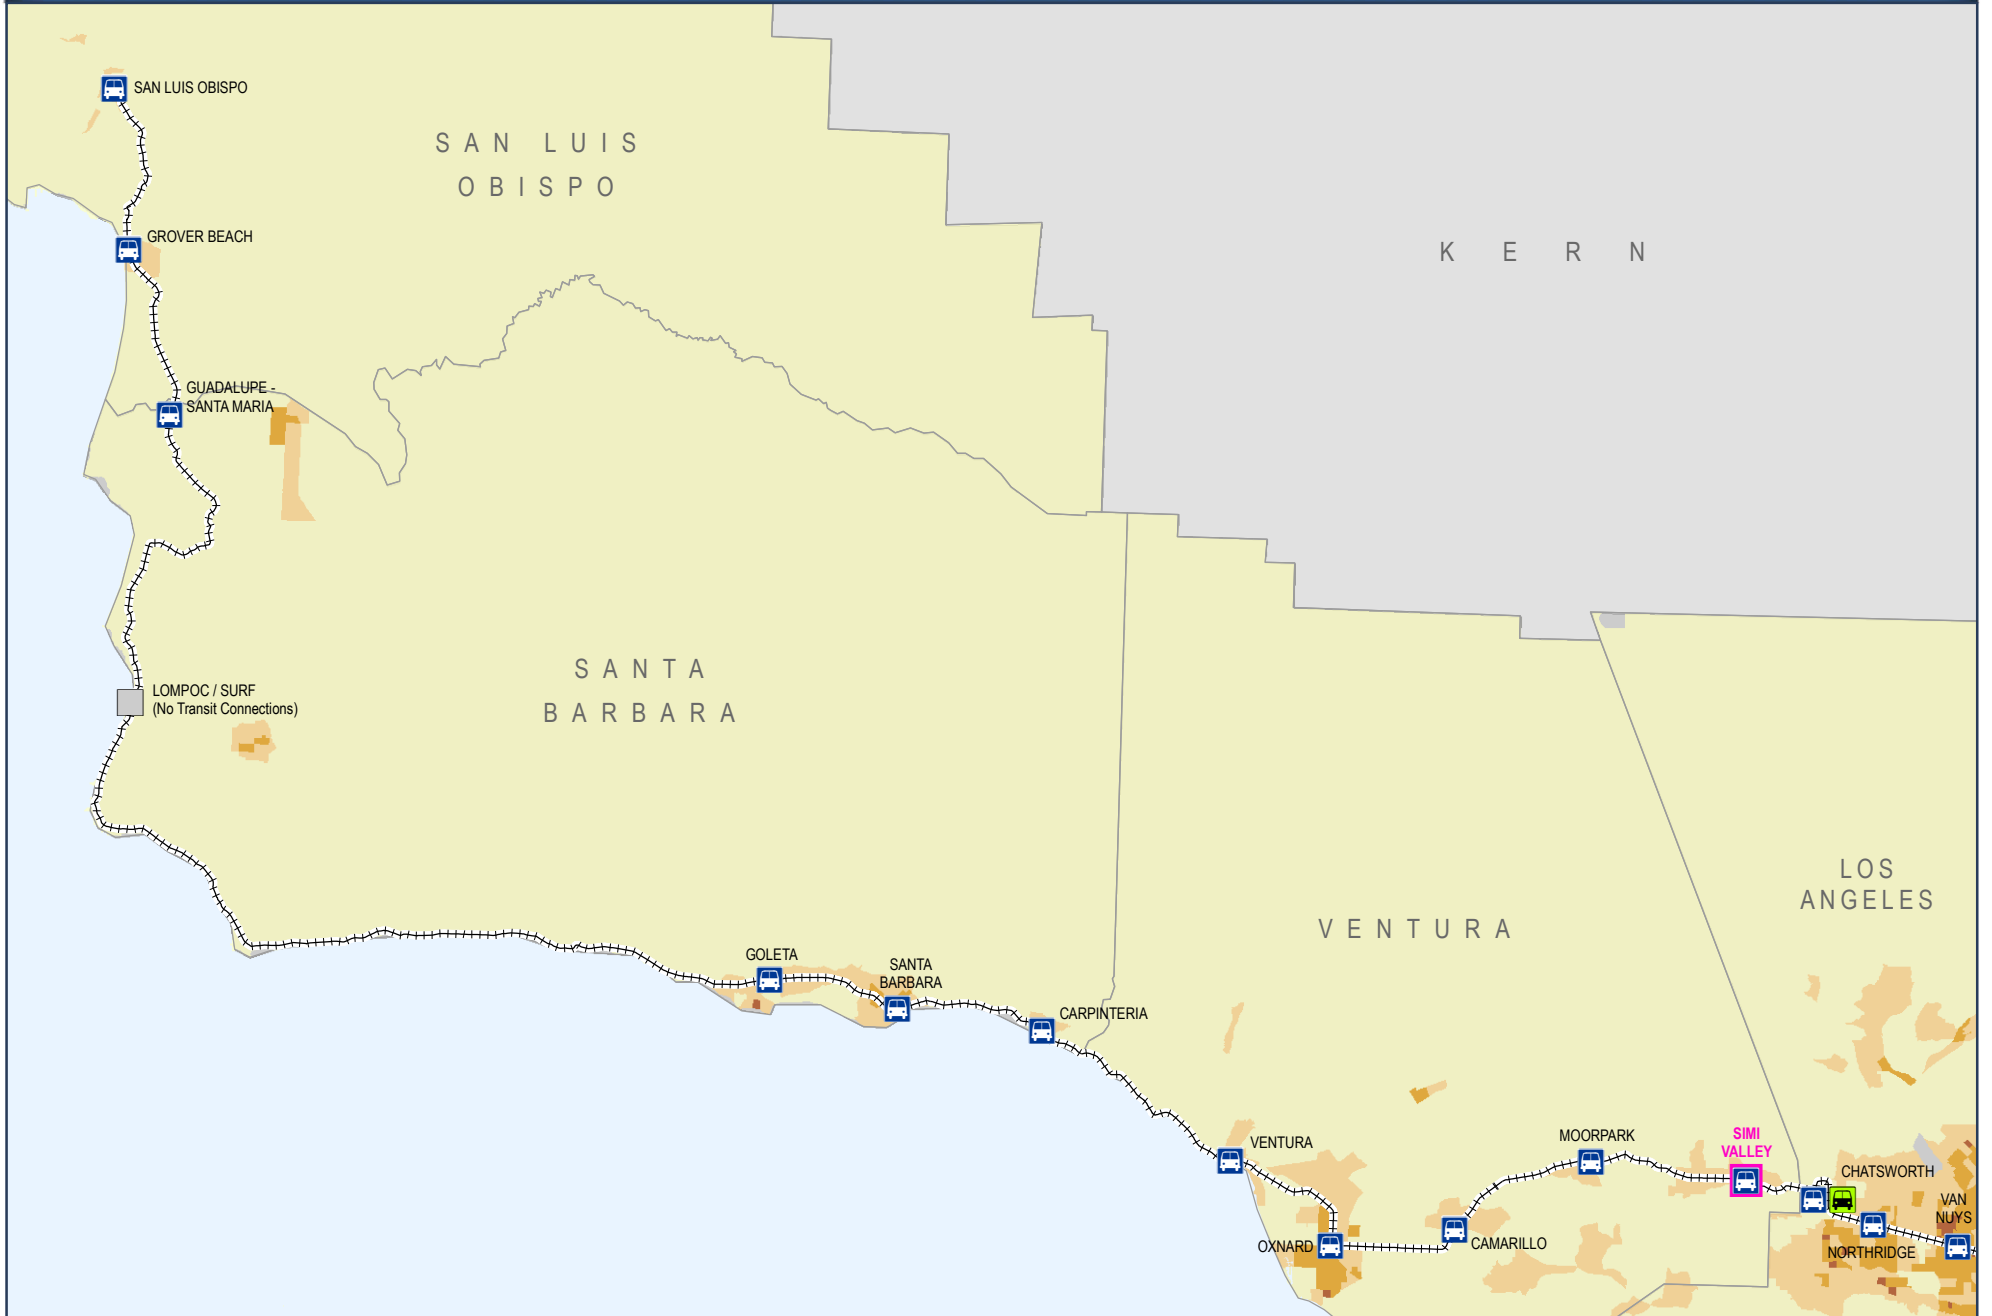 SAN LUIS OBISPO
SAN LUIS
OBISPO
GROVER BEACH
KERN
GUADALUPE -
SANTA MARIA
SANTA
BARBARA
LOMPOC / SURF
(No Transit Connections)
LOS
ANGELES
VENTURA
GOLETA
SANTA
BARBARA
CARPINTERIA
VENTURA
MOORPARK
SIMI
VALLEY
CHATSWORTH
VAN
NUYS
OXNARD
CAMARILLO
NORTHRIDGE